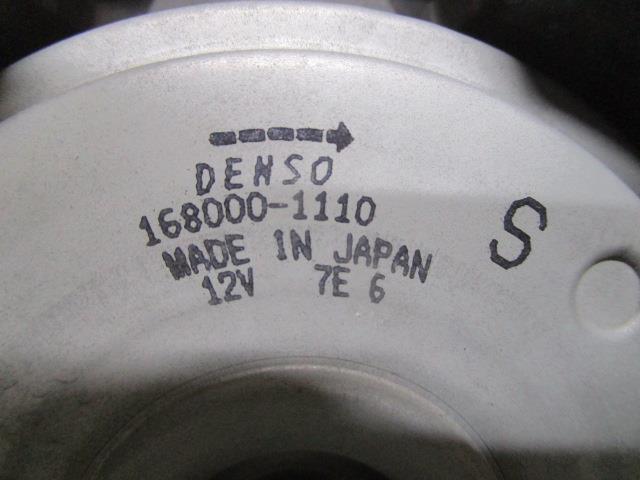 DENSO
168000-1110
MADE IN JAPAN
12V 7E 6
S